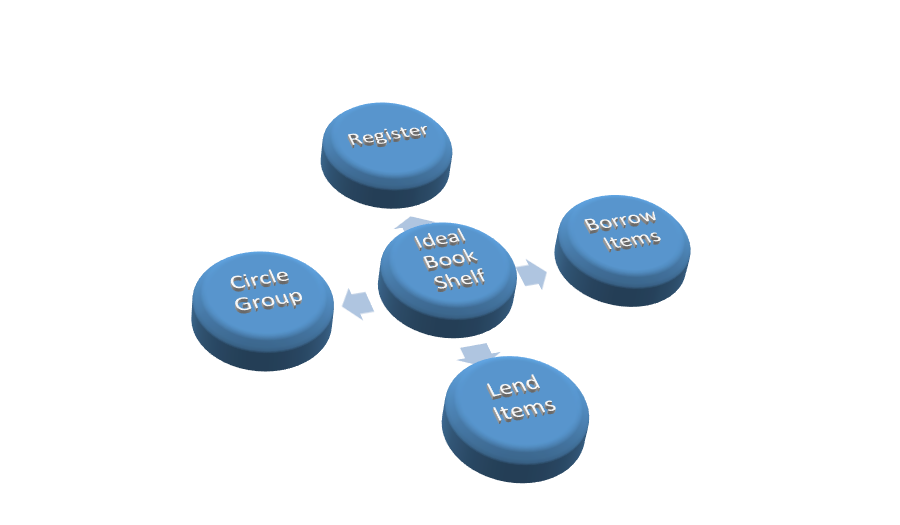 Register
Borrow
Items
Ideal
Book
Shelf
Circle
Group
Lend
Items